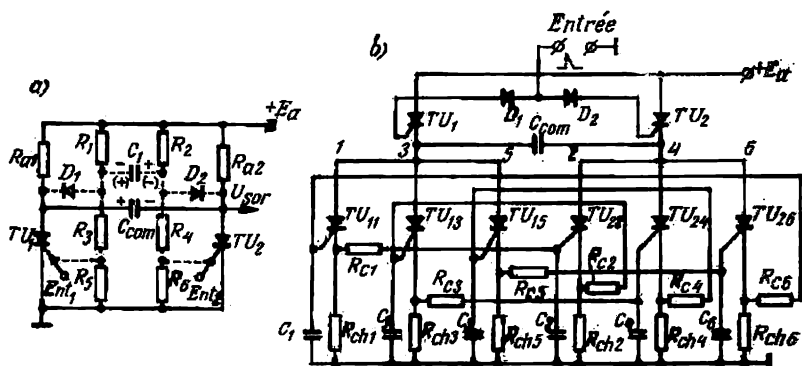 a)
+Ea
Ra1
R1
C1
R2
Ra2
D1
D2
− +
(+) (−)
Usor
+ −
Ccom
R3
R4
TU1
TU2
R5
R6
Ent1
Ent2
b)
Entrée
+Ea
D1
D2
TU1
TU2
Ccom
1
3
5
2
4
6
TU11
TU13
TU15
TU24
TU26
Rc1
Rc2
Rc3
Rc4
Rc5
Rc6
C1
Rch1
Rch3
Rch5
Rch2
Rch4
C6
Rch6